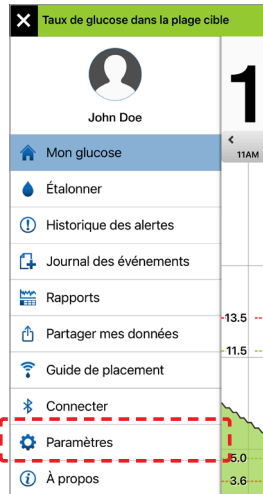 Taux de glucose dans la plage cible
John Doe
1
11AM
Mon glucose
Étalonner
Historique des alertes
Journal des événements
Rapports
Partager mes données
Guide de placement
Connecter
Paramètres
À propos
13.5
11.5
5.0
3.6